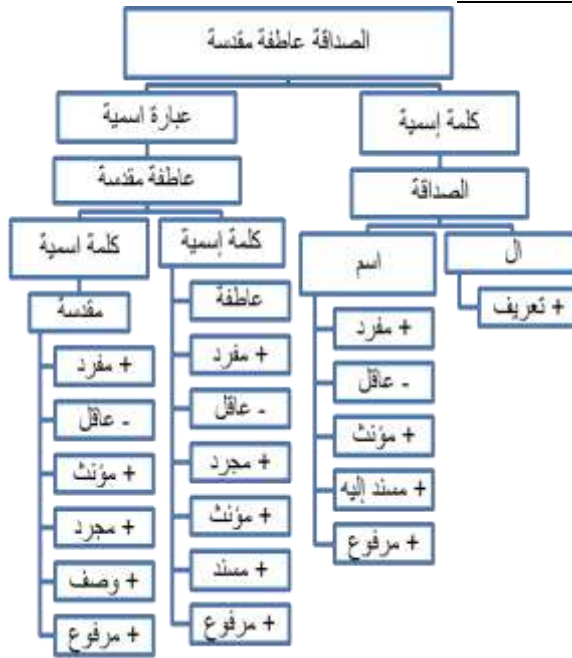 الصداقة عاطفة مقدسة
كلمة إسمية
عبارة اسمية
الصداقة
عاطفة مقدسة
ال
اسم
كلمة إسمية
كلمة اسمية
+ تعريف
+ مفرد
- عاقل
+ مؤنث
+ مسند إليه
+ مرفوع
عاطفة
+ مفرد
- عاقل
+ مجرد
+ مؤنث
+ مسند
+ مرفوع
مقدسة
+ مفرد
- عاقل
+ مؤنث
+ مجرد
+ وصف
+ مرفوع